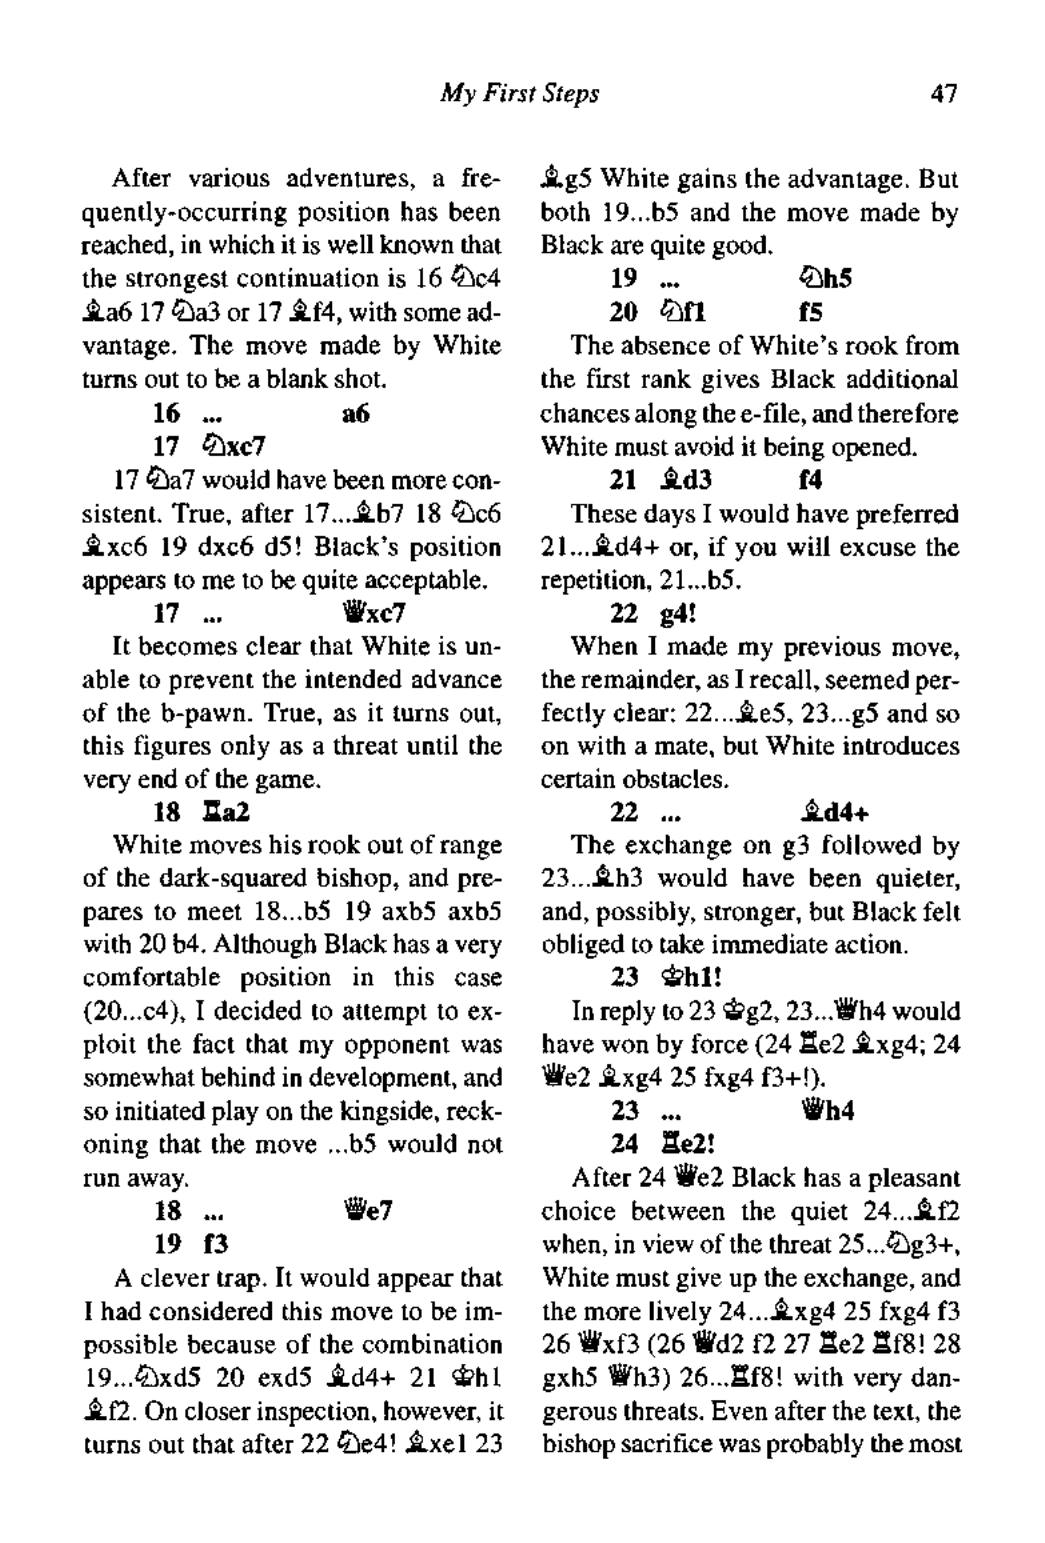 My First Steps 47
After various adventures, a fre-
quently-occurring position has been
reached, in which it is well known that
the strongest continuation is 16 ♘c4
♗a6 17 ♘a3 or 17 ♗f4, with some ad-
vantage. The move made by White
turns out to be a blank shot.
16 ... a6
17 ♘xc7
17 ♘a7 would have been more con-
sistent. True, after 17...♗b7 18 ♘c6
♗xc6 19 dxc6 d5! Black's position
appears to me to be quite acceptable.
17 ... ♕xc7
It becomes clear that White is un-
able to prevent the intended advance
of the b-pawn. True, as it turns out,
this figures only as a threat until the
very end of the game.
18 ♖a2
White moves his rook out of range
of the dark-squared bishop, and pre-
pares to meet 18...b5 19 axb5 axb5
with 20 b4. Although Black has a very
comfortable position in this case
(20...c4), I decided to attempt to ex-
ploit the fact that my opponent was
somewhat behind in development, and
so initiated play on the kingside, reck-
oning that the move ...b5 would not
run away.
18 ... ♕e7
19 f3
A clever trap. It would appear that
I had considered this move to be im-
possible because of the combination
19...♘xd5 20 exd5 ♗d4+ 21 ♔h1
♗f2. On closer inspection, however, it
turns out that after 22 ♘e4! ♗xe1 23
♗g5 White gains the advantage. But
both 19...b5 and the move made by
Black are quite good.
19 ... ♘h5
20 ♘f1 f5
The absence of White's rook from
the first rank gives Black additional
chances along the e-file, and therefore
White must avoid it being opened.
21 ♗d3 f4
These days I would have preferred
21...♗d4+ or, if you will excuse the
repetition, 21...b5.
22 g4!
When I made my previous move,
the remainder, as I recall, seemed per-
fectly clear: 22...♗e5, 23...g5 and so
on with a mate, but White introduces
certain obstacles.
22 ... ♗d4+
The exchange on g3 followed by
23...♗h3 would have been quieter,
and, possibly, stronger, but Black felt
obliged to take immediate action.
23 ♔h1!
In reply to 23 ♔g2, 23...♕h4 would
have won by force (24 ♖e2 ♗xg4; 24
♕e2 ♗xg4 25 fxg4 f3+!).
23 ... ♕h4
24 ♖e2!
After 24 ♕e2 Black has a pleasant
choice between the quiet 24...♗f2
when, in view of the threat 25...♘g3+,
White must give up the exchange, and
the more lively 24...♗xg4 25 fxg4 f3
26 ♕xf3 (26 ♕d2 f2 27 ♖e2 ♖f8! 28
gxh5 ♕h3) 26...♖f8! with very dan-
gerous threats. Even after the text, the
bishop sacrifice was probably the most